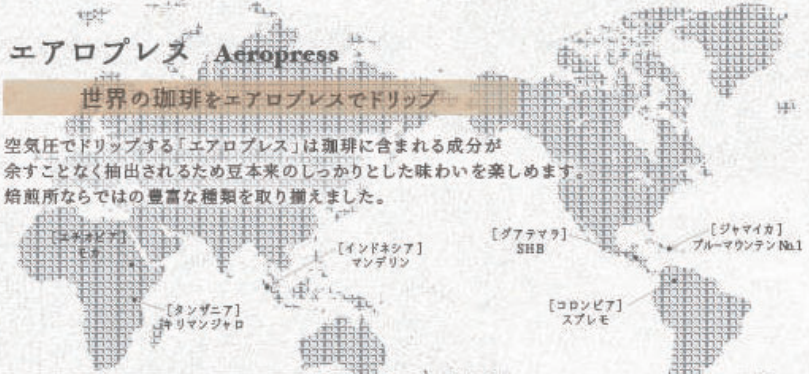 エアロプレス Aeropress
世界の珈琲をエアロプレスでドリップ
空気圧でドリップする「エアロプレス」は珈琲に含まれる成分が
余すことなく抽出されるため豆本来のしっかりとした味わいを楽しめます。
焙煎所ならではの豊富な種類を取り揃えました。
[エチオピア]
モカ
[タンザニア]
キリマンジャロ
[インドネシア]
マンデリン
[グアテマラ]
SHB
[ジャマイカ]
ブルーマウンテン No.1
[コロンビア]
スプレモ